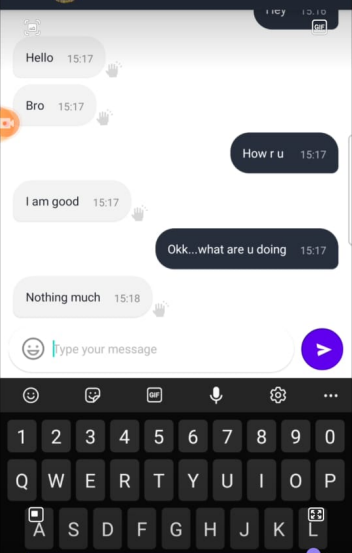 Hey 15:16
GIF
Hello 15:17
Bro 15:17
How r u 15:17
I am good 15:17
Okk...what are u doing 15:17
Nothing much 15:18
Type your message
GIF
1 2 3 4 5 6 7 8 9 0
Q W E R T Y U I O P
A S D F G H J K L